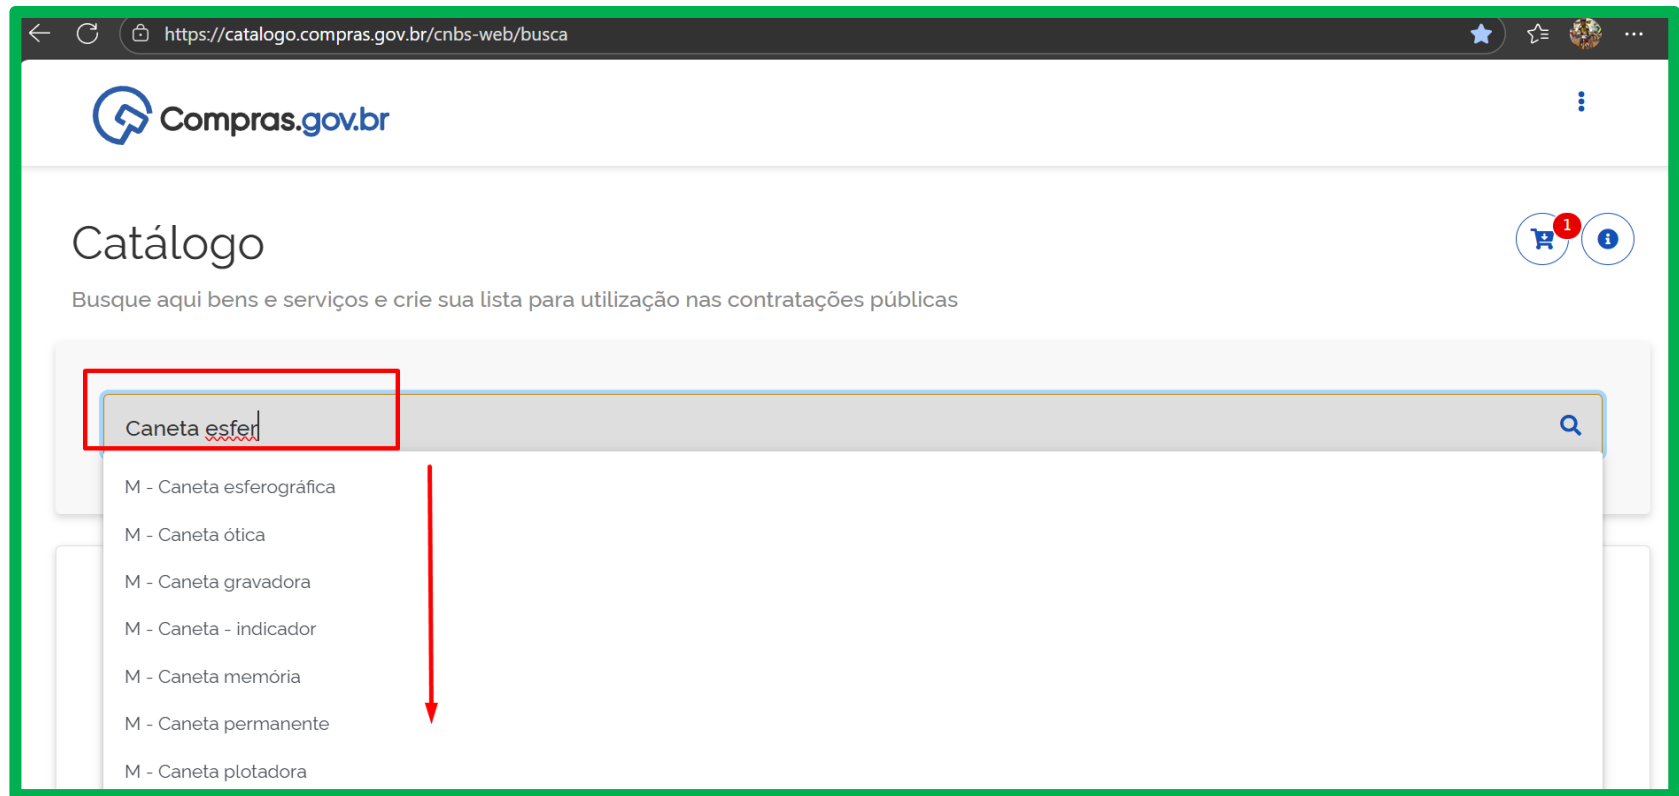 https://catalogo.compras.gov.br/cnbs-web/busca
Compras.gov.br
Catálogo
1
Busque aqui bens e serviços e crie sua lista para utilização nas contratações públicas
Caneta esfer
M - Caneta esferográfica
M - Caneta ótica
M - Caneta gravadora
M - Caneta - indicador
M - Caneta memória
M - Caneta permanente
M - Caneta plotadora